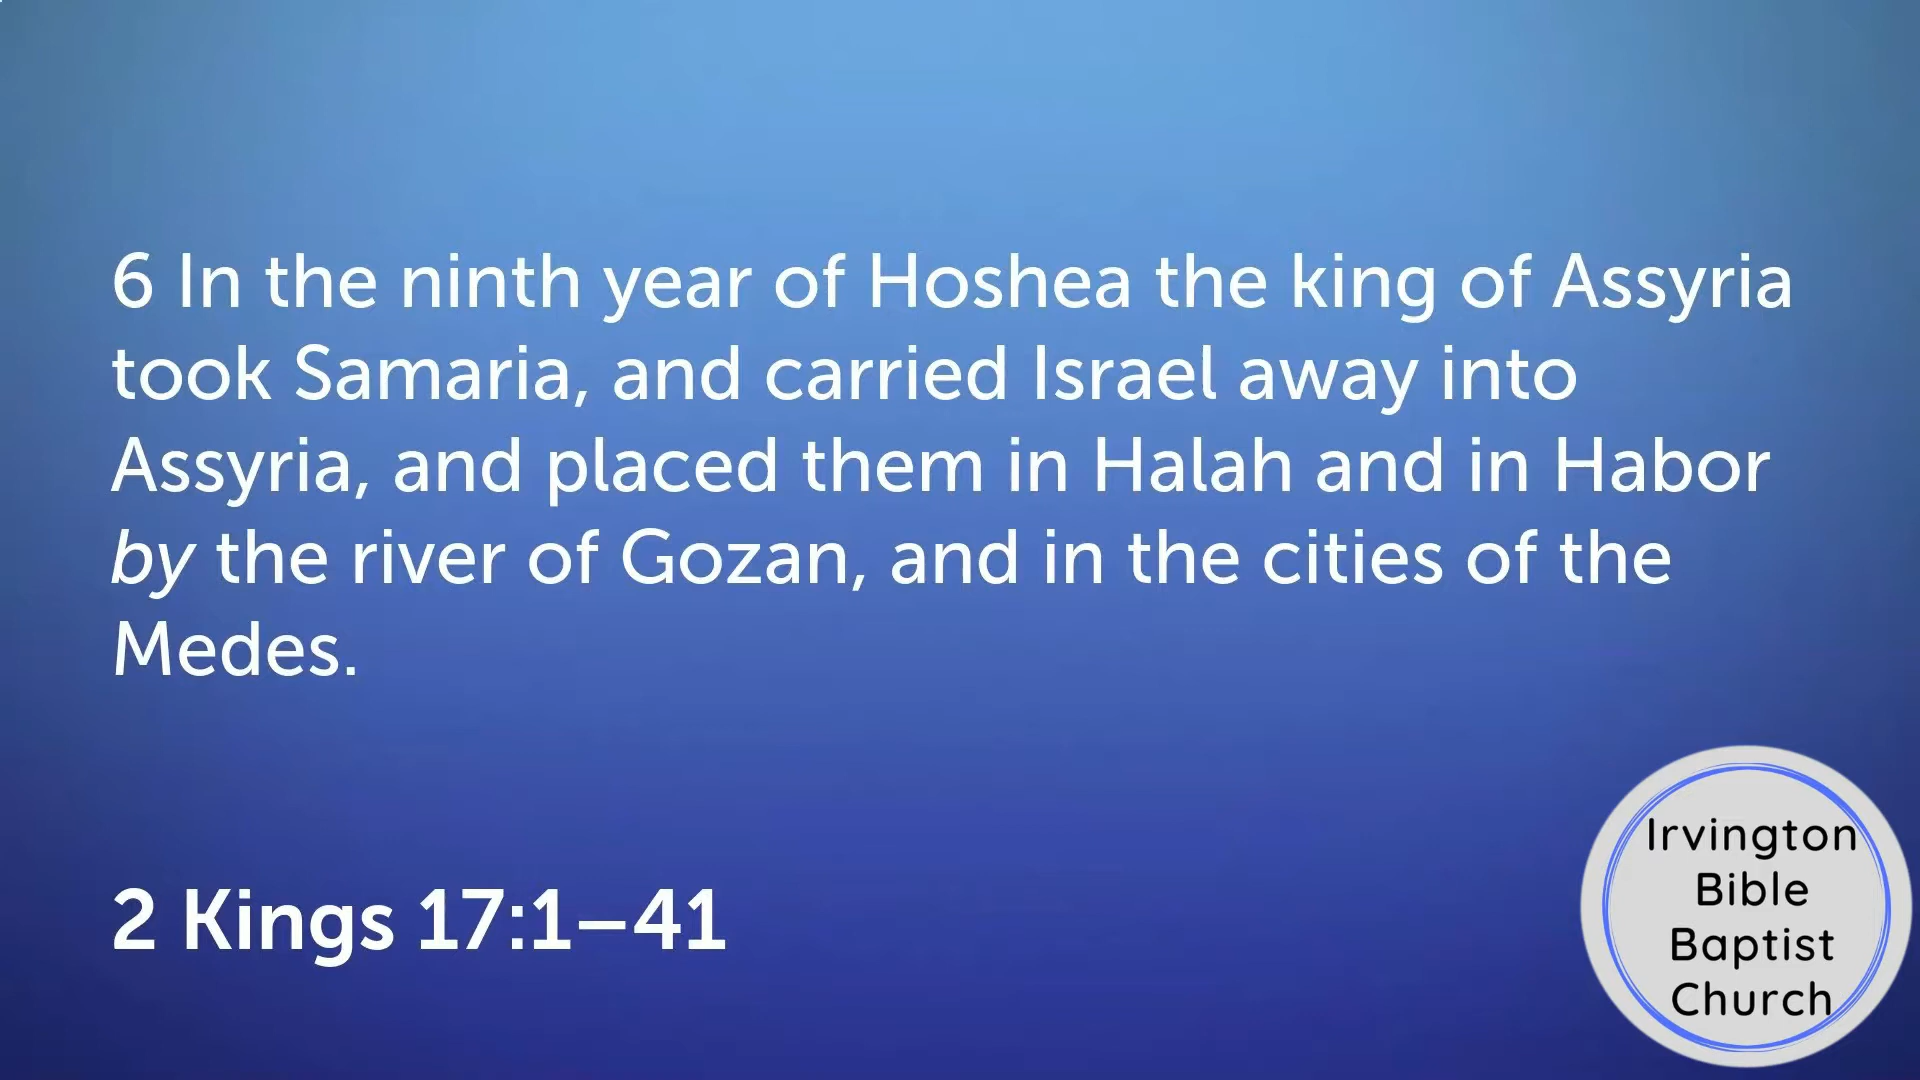 6 In the ninth year of Hoshea the king of Assyria
took Samaria, and carried Israel away into
Assyria, and placed them in Halah and in Habor
by the river of Gozan, and in the cities of the
Medes.
2 Kings 17:1–41
Irvington
Bible
Baptist
Church